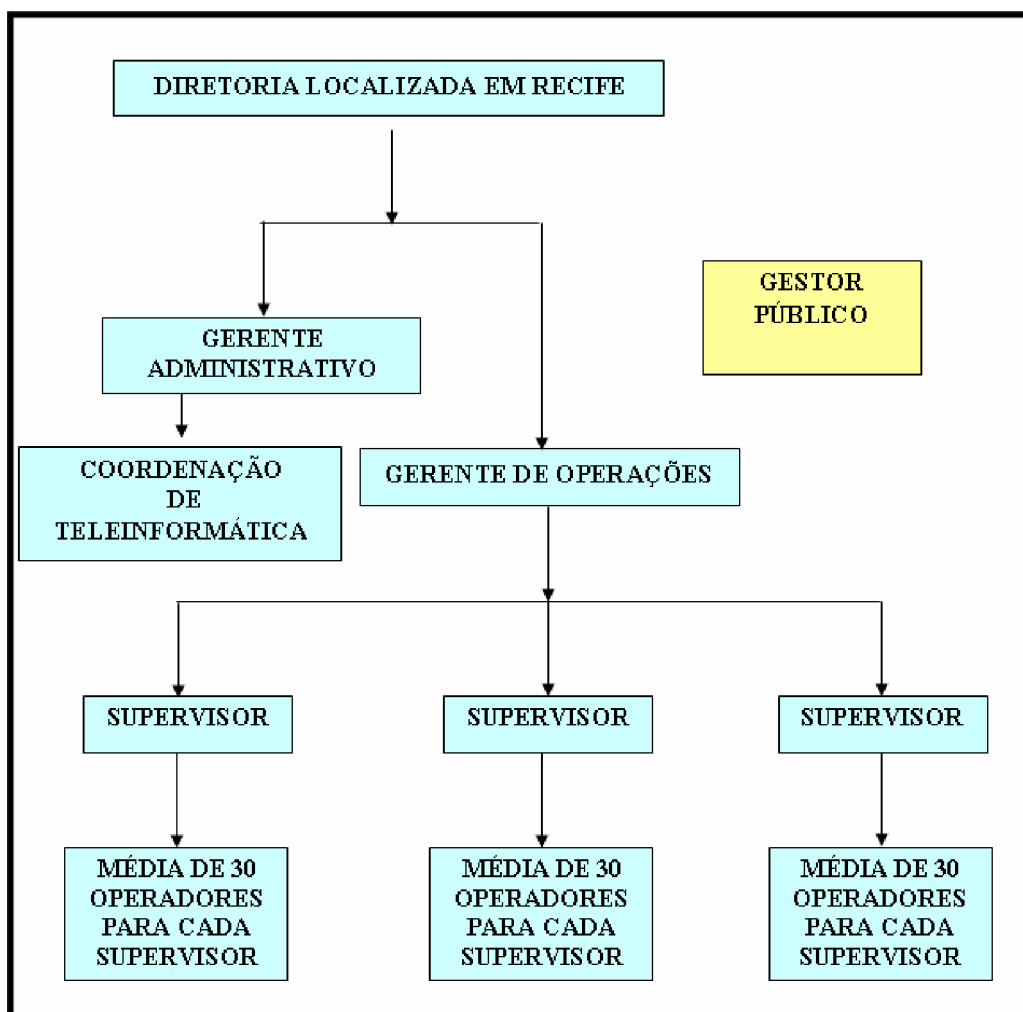 DIRETORIA LOCALIZADA EM RECIFE
GESTOR
PÚBLICO
GERENTE
ADMINISTRATIVO
COORDENAÇÃO
DE
TELEINFORMÁTICA
GERENTE DE OPERAÇÕES
SUPERVISOR
SUPERVISOR
SUPERVISOR
MÉDIA DE 30
OPERADORES
PARA CADA
SUPERVISOR
MÉDIA DE 30
OPERADORES
PARA CADA
SUPERVISOR
MÉDIA DE 30
OPERADORES
PARA CADA
SUPERVISOR